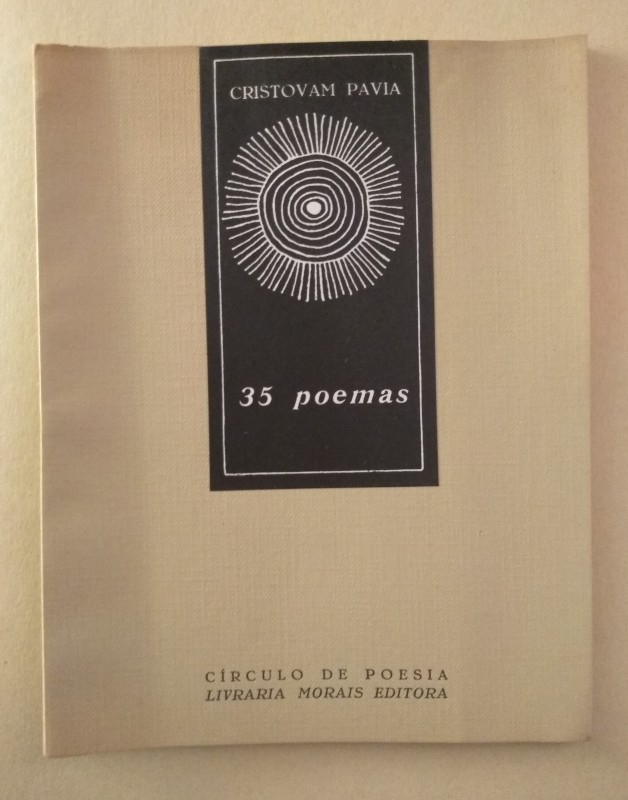 CRISTOVAM PAVIA
35 poemas
CÍRCULO DE POESIA
LIVRARIA MORAIS EDITORA